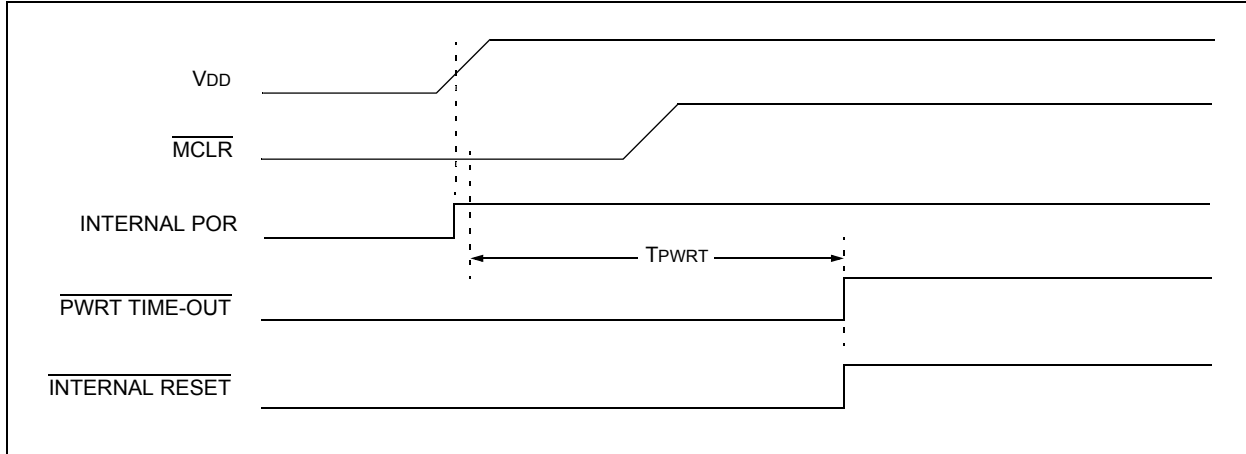 VDD
MCLR
INTERNAL POR
TPWRT
PWRT TIME-OUT
INTERNAL RESET